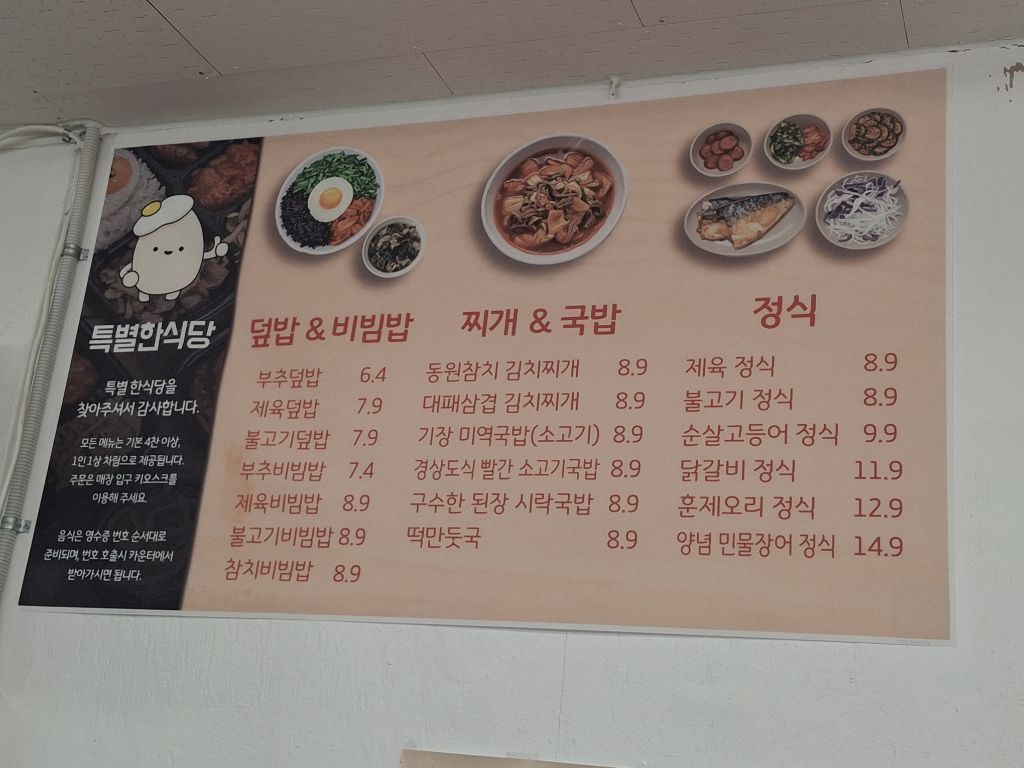 특별한식당
특별 한식당을
찾아주셔서 감사합니다.
모든 메뉴는 기본 4찬 이상,
1인 1상 차림으로 제공됩니다.
주문은 매장 입구 키오스크를
이용해 주세요.
음식은 영수증 번호 순서대로
준비되며, 번호 호출시 카운터에서
받아가시면 됩니다.
덮밥 & 비빔밥
부추덮밥 6.4
제육덮밥 7.9
불고기덮밥 7.9
부추비빔밥 7.4
제육비빔밥 8.9
불고기비빔밥 8.9
참치비빔밥 8.9
찌개 & 국밥
동원참치 김치찌개 8.9
대패삼겹 김치찌개 8.9
기장 미역국밥(소고기) 8.9
경상도식 빨간 소고기국밥 8.9
구수한 된장 시락국밥 8.9
떡만둣국 8.9
정식
제육 정식 8.9
불고기 정식 8.9
순살고등어 정식 9.9
닭갈비 정식 11.9
훈제오리 정식 12.9
양념 민물장어 정식 14.9